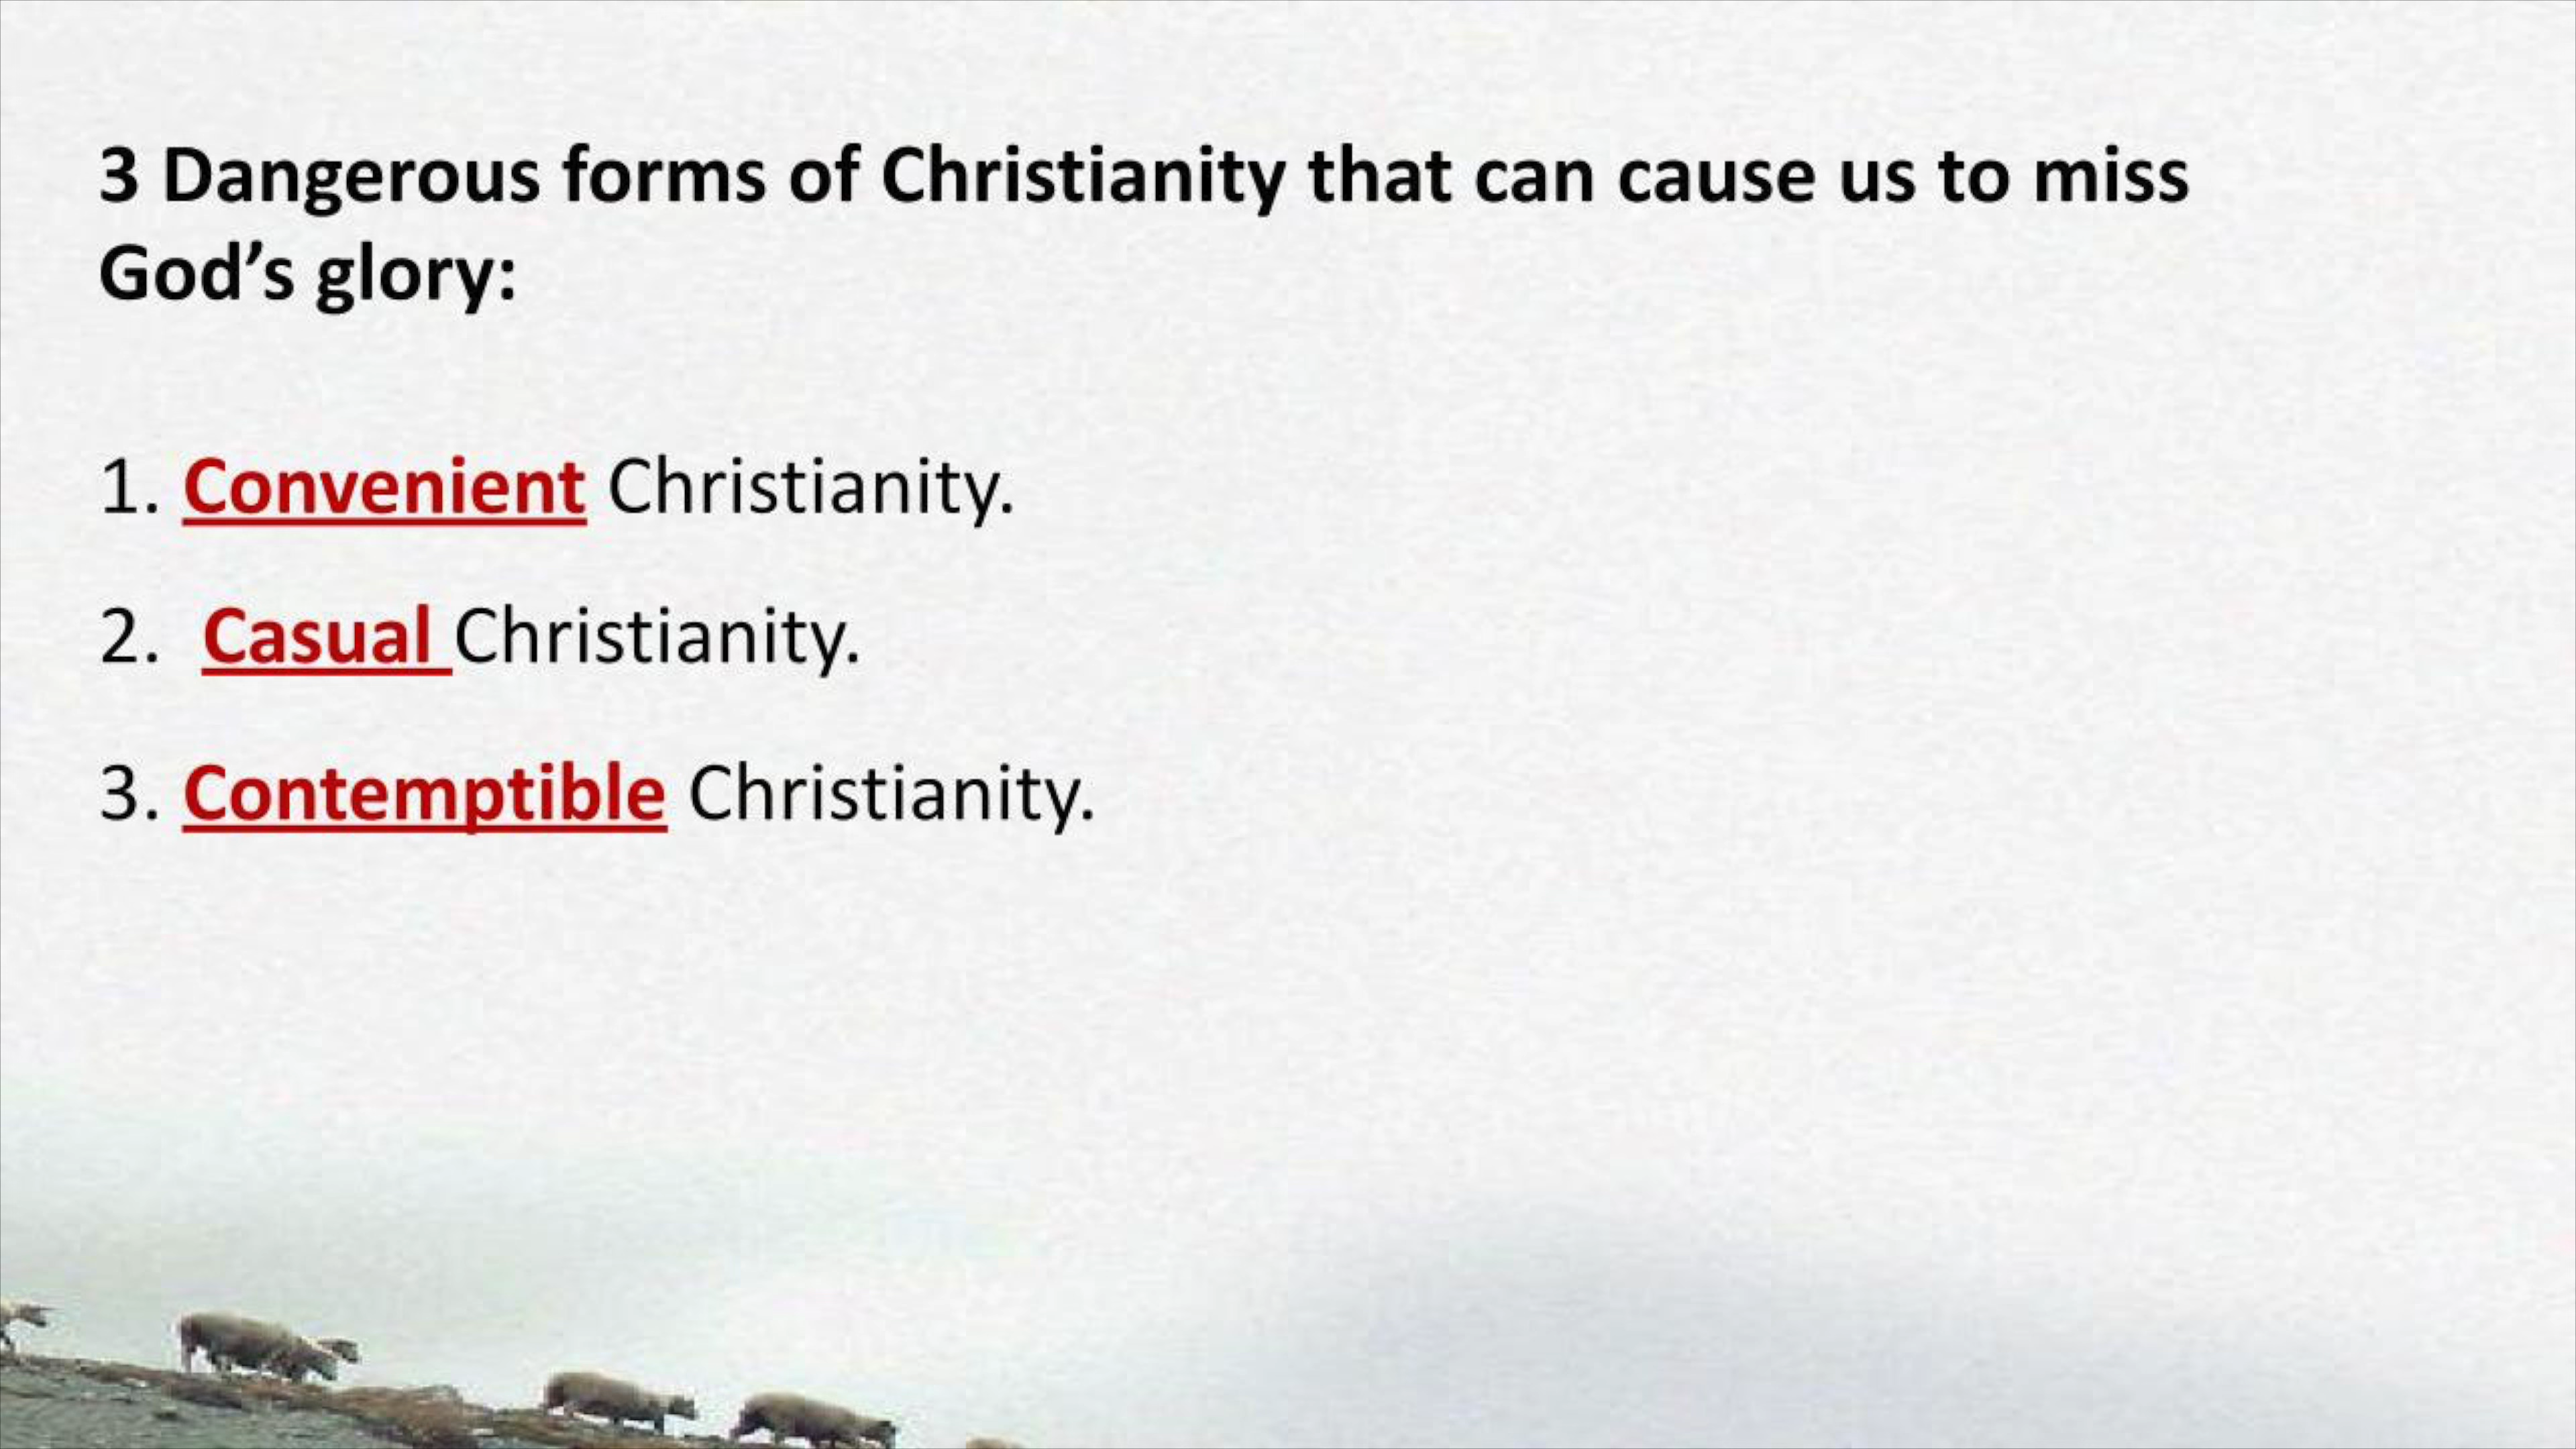 3 Dangerous forms of Christianity that can cause us to miss
God’s glory:
1. Convenient Christianity.
2. Casual Christianity.
3. Contemptible Christianity.